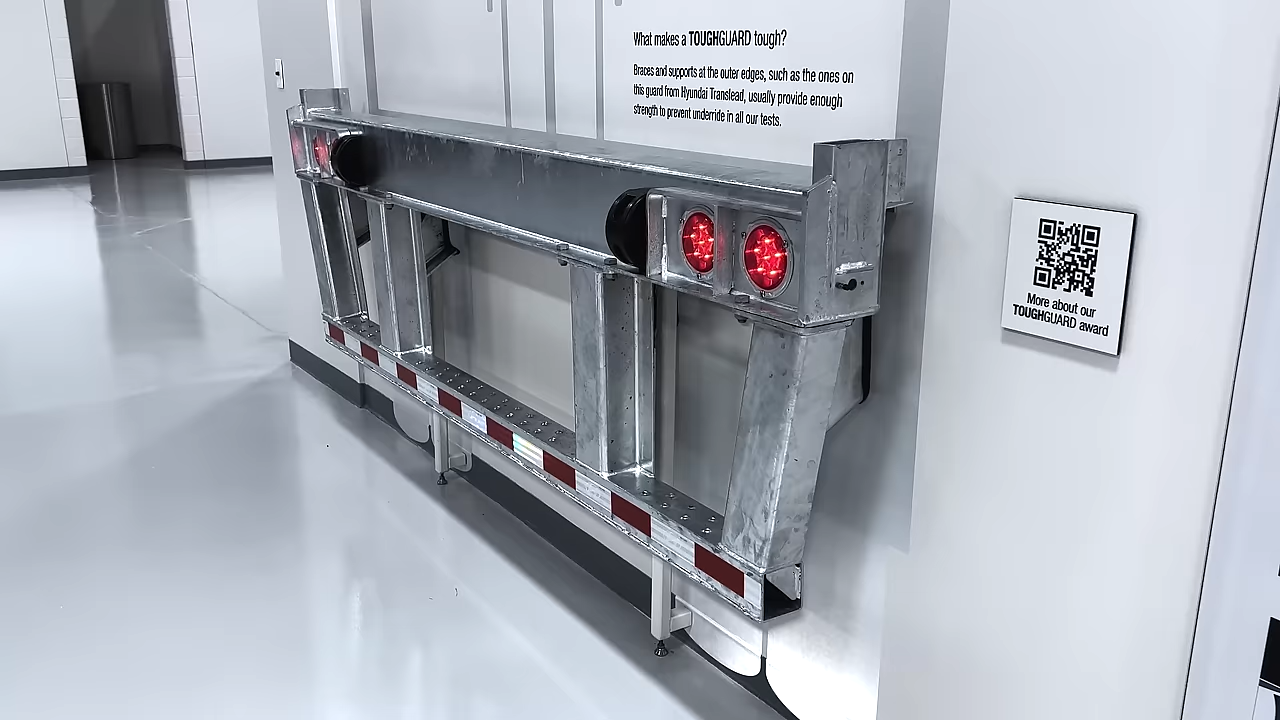 What makes a TOUGHGUARD tough?
Braces and supports at the outer edges, such as the ones on
this guard from Hyundai Translead, usually provide enough
strength to prevent underride in all our tests.
More about our
TOUGHGUARD award